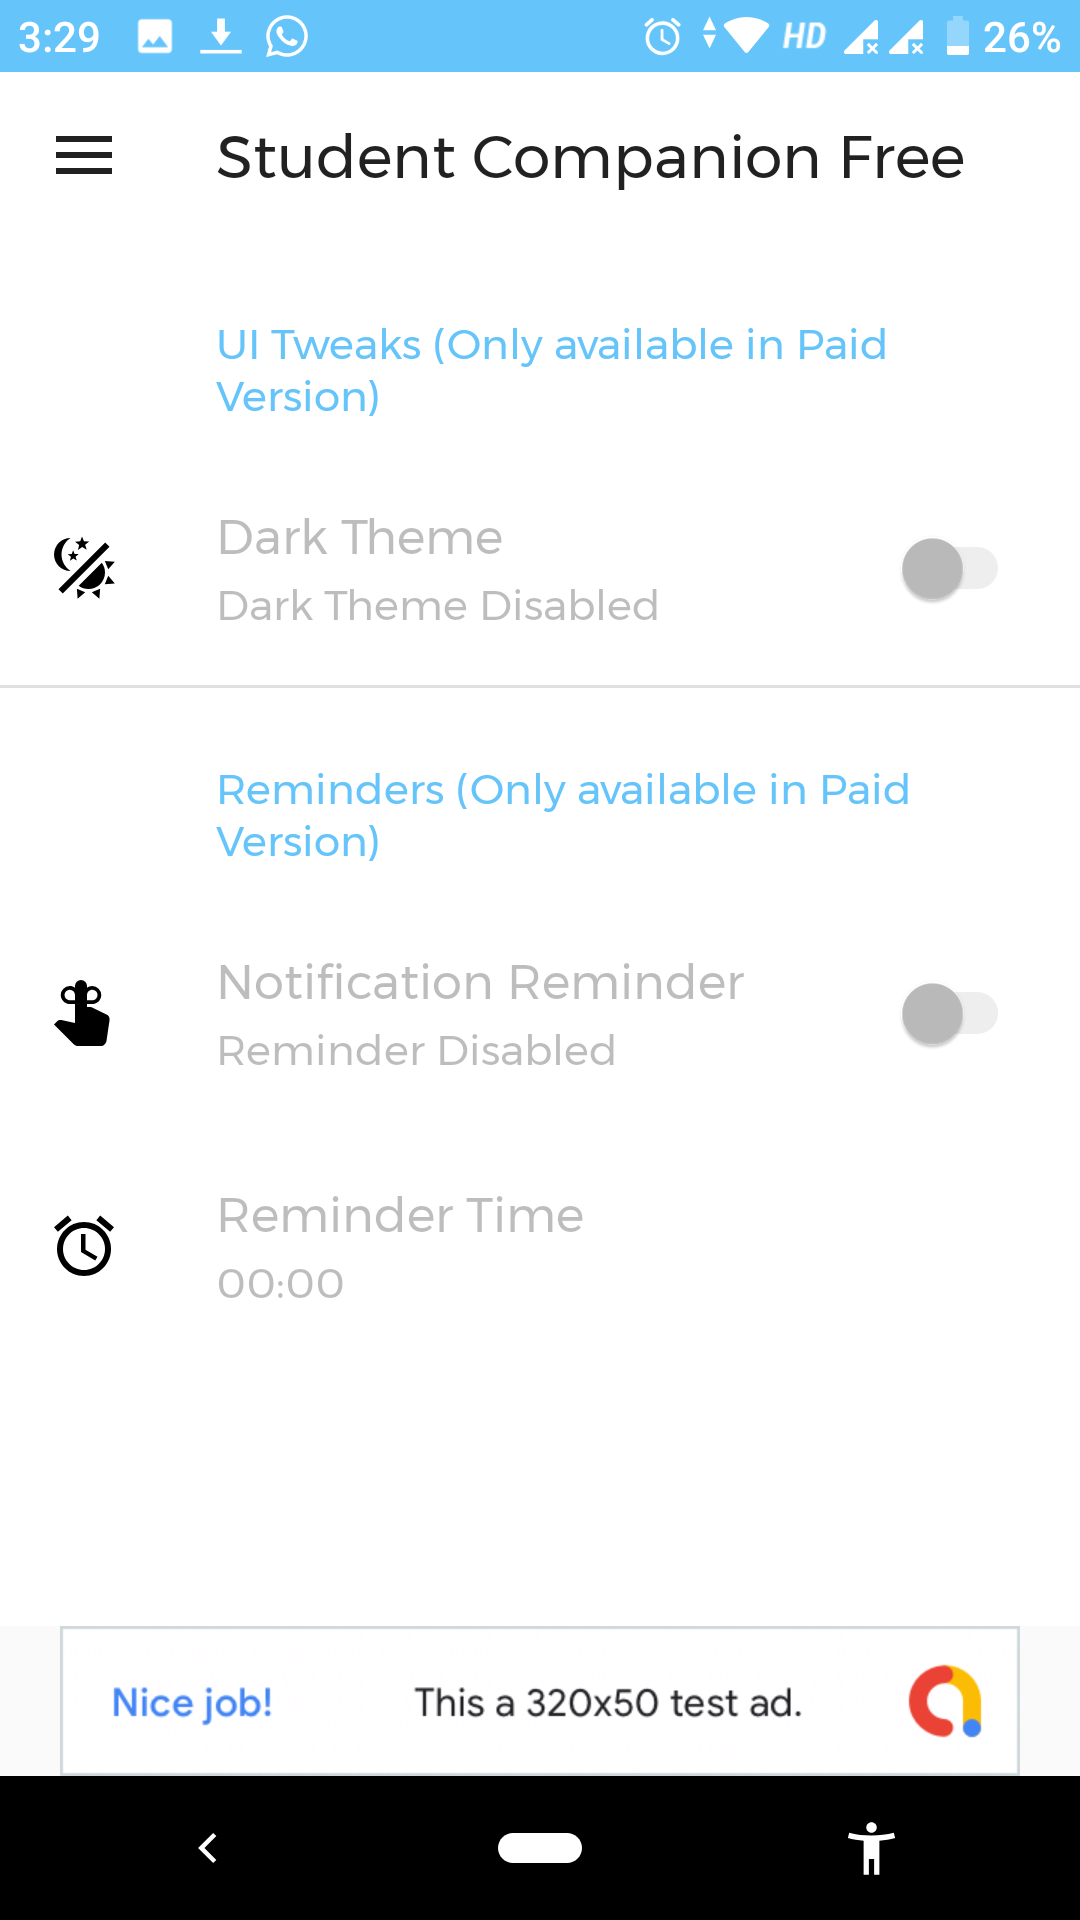 3:29 HD 26%
Student Companion Free
UI Tweaks (Only available in Paid
Version)
Dark Theme
Dark Theme Disabled
Reminders (Only available in Paid
Version)
Notification Reminder
Reminder Disabled
Reminder Time
00:00
Nice job! This a 320x50 test ad.